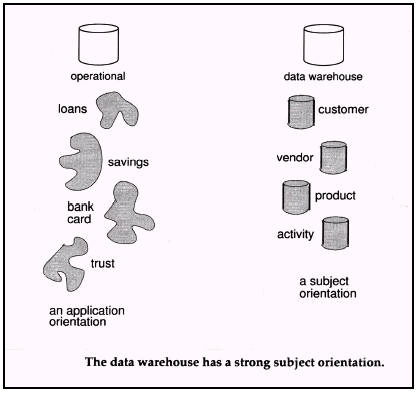 operational
loans
savings
bank
card
trust
an application
orientation
data warehouse
customer
vendor
product
activity
a subject
orientation
The data warehouse has a strong subject orientation.